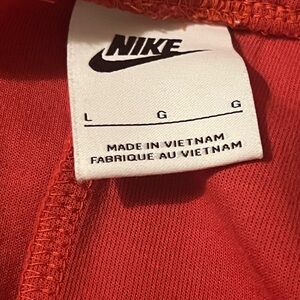 NIKE
L G G
MADE IN VIETNAM
FABRIQUE AU VIETNAM